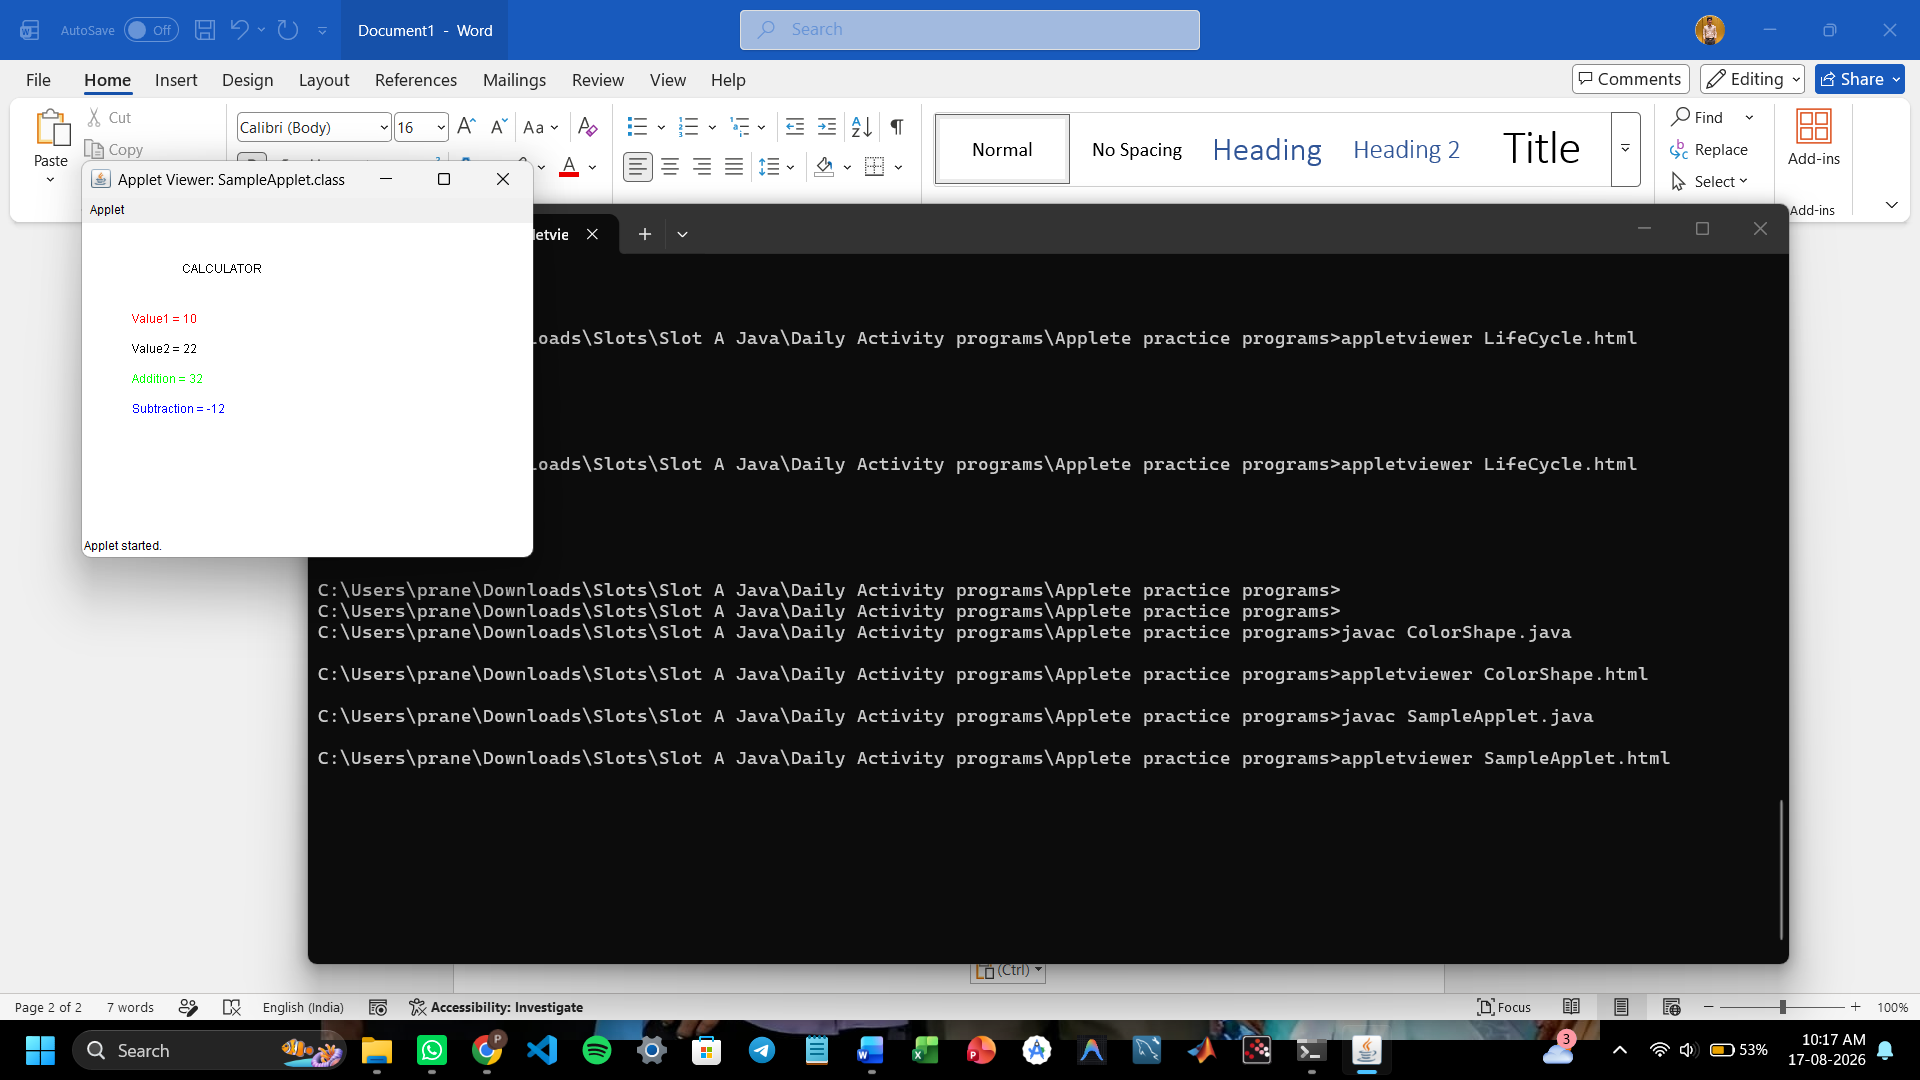 AutoSave Off Document1 - Word Search
File Home Insert Design Layout References Mailings Review View Help Comments Editing Share
Paste Cut Copy
Calibri (Body) 16 Aa
Normal No Spacing Heading Heading 2 Title
Find Replace Select
Add-ins
Add-ins
Applet Viewer: SampleApplet.class
Applet
CALCULATOR
Value1 = 10
Value2 = 22
Addition = 32
Subtraction = -12
Applet started.
letvie
loads\Slots\Slot A Java\Daily Activity programs\Applete practice programs>appletviewer LifeCycle.html
loads\Slots\Slot A Java\Daily Activity programs\Applete practice programs>appletviewer LifeCycle.html
C:\Users\prane\Downloads\Slots\Slot A Java\Daily Activity programs\Applete practice programs>
C:\Users\prane\Downloads\Slots\Slot A Java\Daily Activity programs\Applete practice programs>
C:\Users\prane\Downloads\Slots\Slot A Java\Daily Activity programs\Applete practice programs>javac ColorShape.java
C:\Users\prane\Downloads\Slots\Slot A Java\Daily Activity programs\Applete practice programs>appletviewer ColorShape.html
C:\Users\prane\Downloads\Slots\Slot A Java\Daily Activity programs\Applete practice programs>javac SampleApplet.java
C:\Users\prane\Downloads\Slots\Slot A Java\Daily Activity programs\Applete practice programs>appletviewer SampleApplet.html
(Ctrl)
Page 2 of 2 7 words English (India) Accessibility: Investigate Focus 100%
Search 3 53% 10:17 AM
17-08-2026